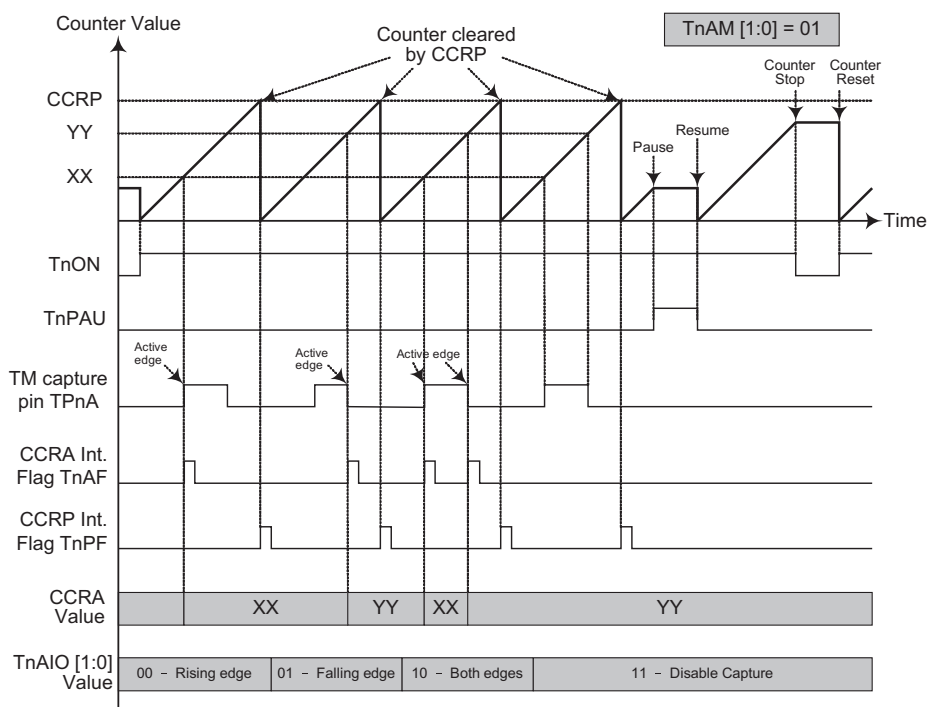 Counter Value
TnAM [1:0] = 01
Counter cleared
by CCRP
Counter
Stop
Counter
Reset
CCRP
YY
XX
Pause
Resume
Time
TnON
TnPAU
Active
edge
Active
edge
Active edge
TM capture
pin TPnA
CCRA Int.
Flag TnAF
CCRP Int.
Flag TnPF
CCRA
Value
XX
YY
XX
YY
TnAIO [1:0]
Value
00 – Rising edge
01 – Falling edge
10 – Both edges
11 – Disable Capture